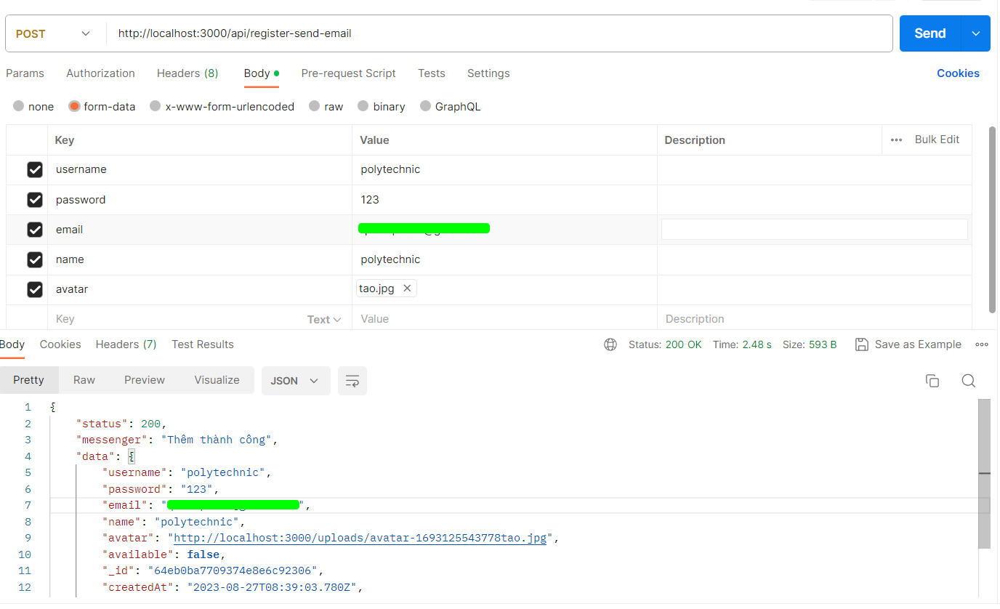 POST http://localhost:3000/api/register-send-email Send
Params Authorization Headers (8) Body Pre-request Script Tests Settings Cookies
none form-data x-www-form-urlencoded raw binary GraphQL
Key Value Description Bulk Edit
username polytechnic
password 123
email
name polytechnic
avatar tao.jpg
Key Text Value Description
Body Cookies Headers (7) Test Results Status: 200 OK Time: 2.48 s Size: 593 B Save as Example
Pretty Raw Preview Visualize JSON
1 {
2 "status": 200,
3 "messenger": "Thêm thành công",
4 "data": {
5 "username": "polytechnic",
6 "password": "123",
7 "email": "",
8 "name": "polytechnic",
9 "avatar": "http://localhost:3000/uploads/avatar-1693125543778tao.jpg",
10 "available": false,
11 "_id": "64eb0ba7709374e8e6c92306",
12 "createdAt": "2023-08-27T08:39:03.780Z",